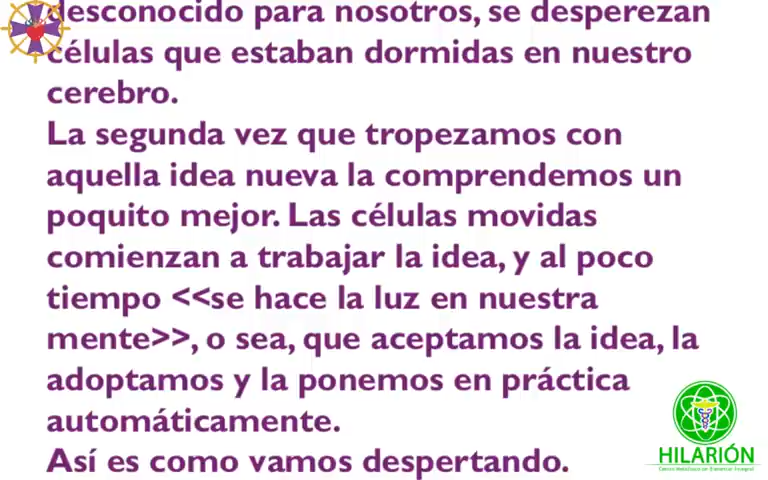 desconocido para nosotros, se desperezan
células que estaban dormidas en nuestro
cerebro.
La segunda vez que tropezamos con
aquella idea nueva la comprendemos un
poquito mejor. Las células movidas
comienzan a trabajar la idea, y al poco
tiempo <<se hace la luz en nuestra
mente>>, o sea, que aceptamos la idea, la
adoptamos y la ponemos en práctica
automáticamente.
Así es como vamos despertando.
HILARIÓN